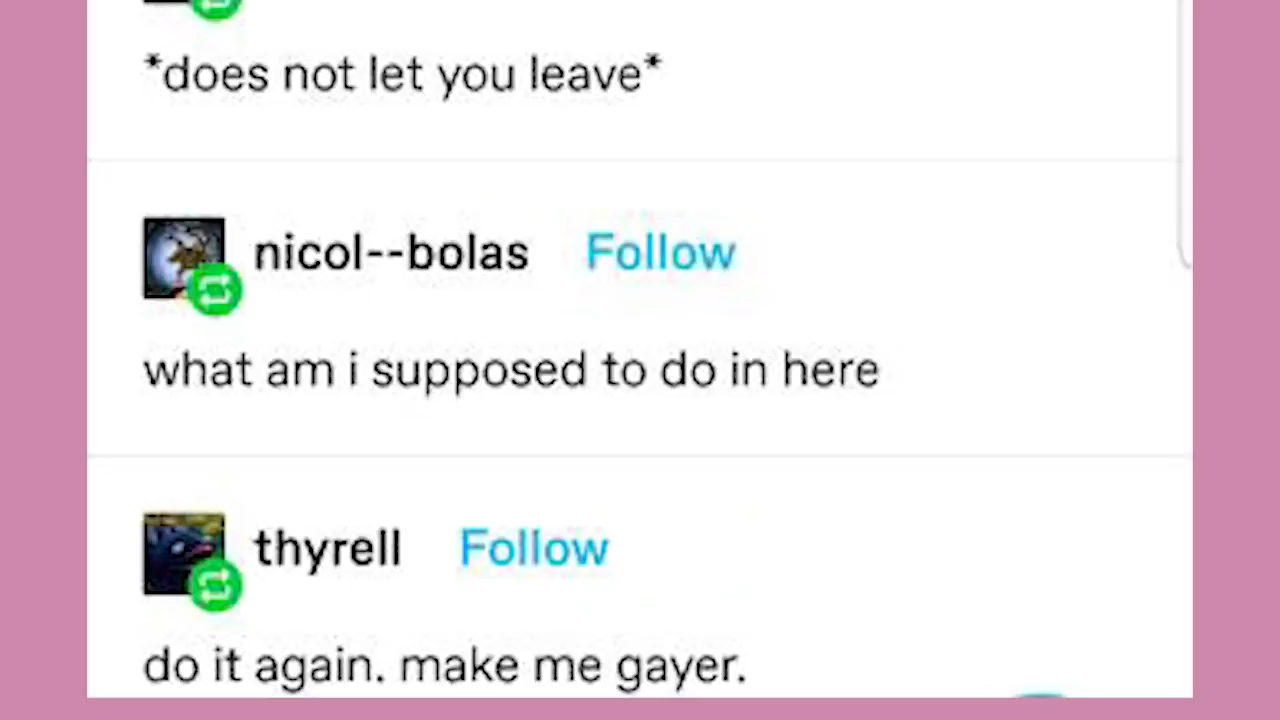 *does not let you leave*
nicol--bolas Follow
what am i supposed to do in here
thyrell Follow
do it again. make me gayer.